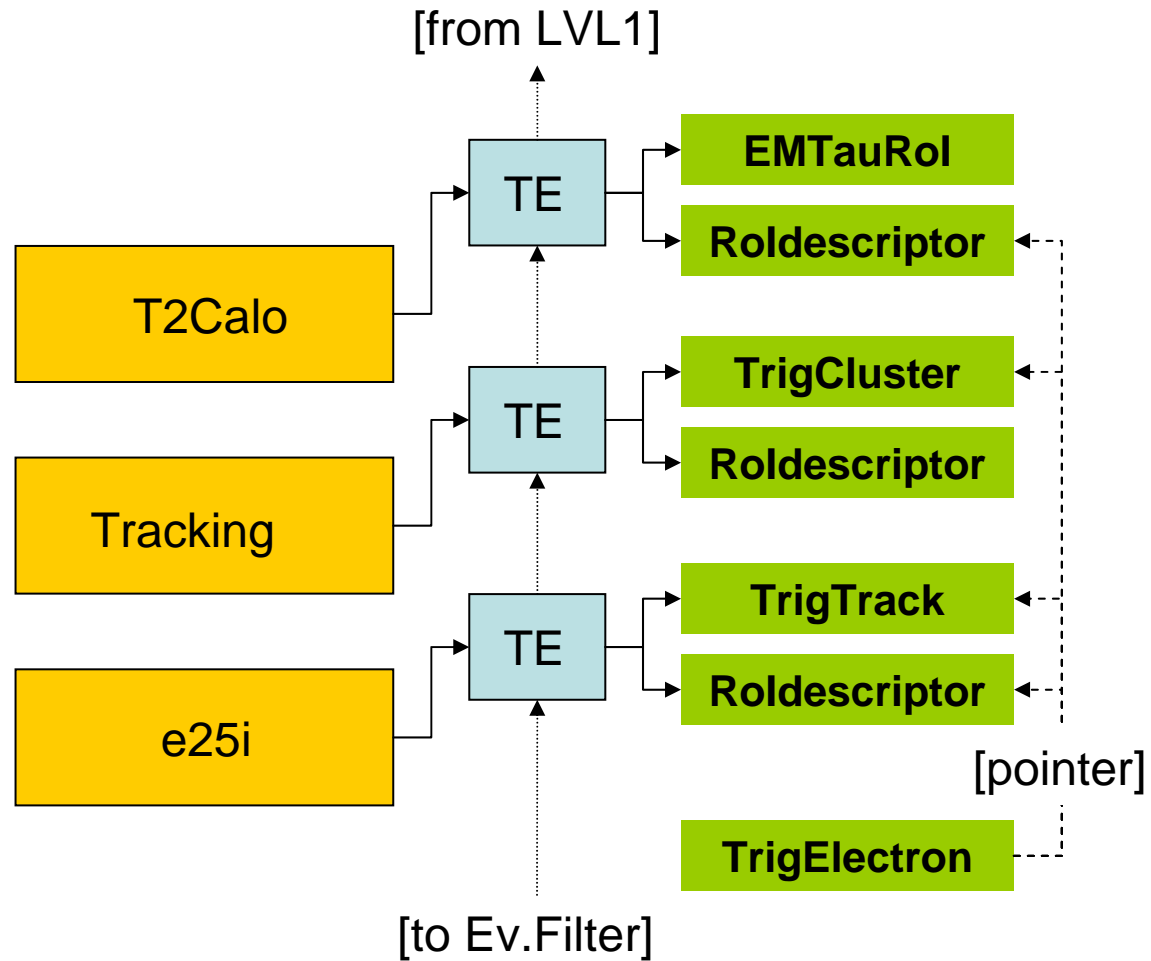 [from LVL1]
TE
EMTauRoI
RoIdescriptor
T2Calo
TE
TrigCluster
RoIdescriptor
Tracking
TE
TrigTrack
RoIdescriptor
e25i
[pointer]
TrigElectron
[to Ev.Filter]